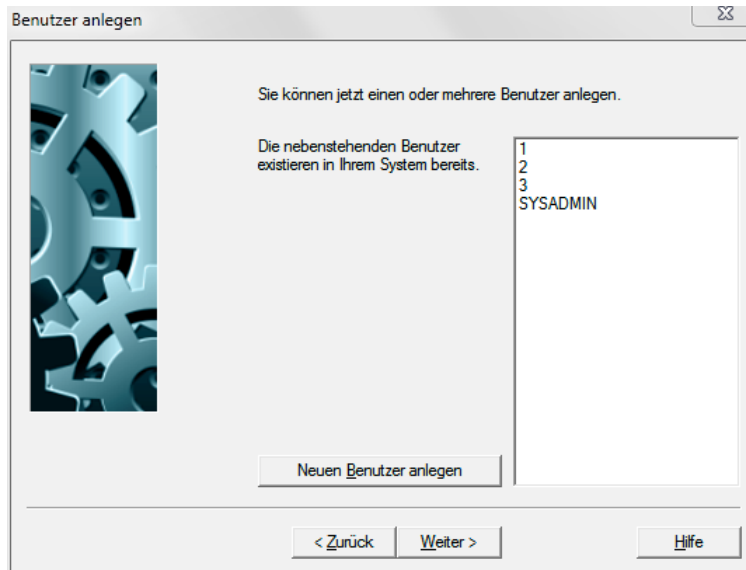 Benutzer anlegen
Sie können jetzt einen oder mehrere Benutzer anlegen.
Die nebenstehenden Benutzer
existieren in Ihrem System bereits.
1
2
3
SYSADMIN
Neuen Benutzer anlegen
< Zurück
Weiter >
Hilfe